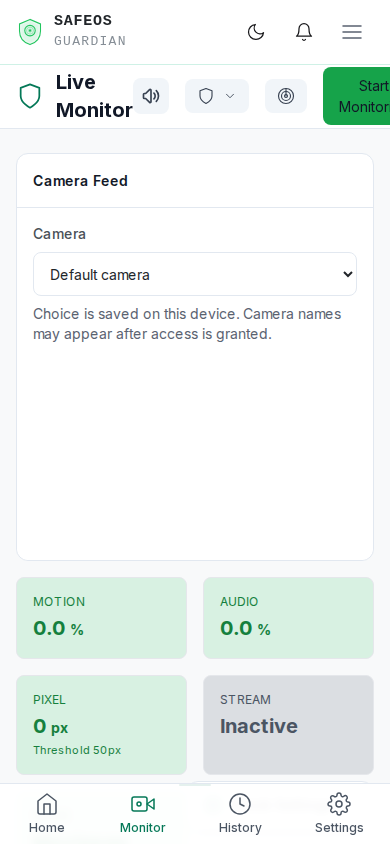 SAFEOS
GUARDIAN
Live
Monitor
Start
Monitor
Camera Feed
Camera
Default camera
Choice is saved on this device. Camera names
may appear after access is granted.
MOTION
0.0 %
AUDIO
0.0 %
PIXEL
0 px
Threshold 50px
STREAM
Inactive
Home
Monitor
History
Settings